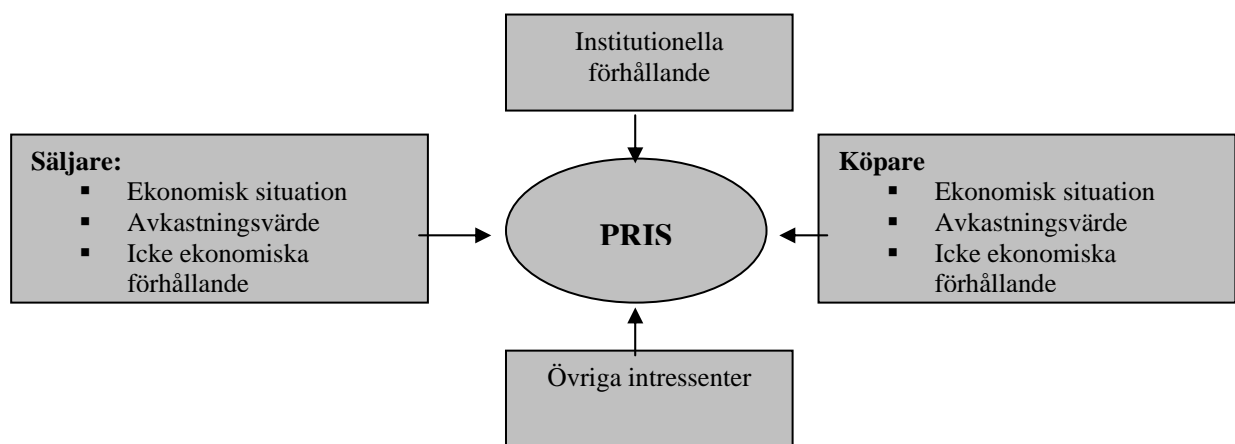 Institutionella
förhållande
Säljare:
▪ Ekonomisk situation
▪ Avkastningsvärde
▪ Icke ekonomiska
förhållande
PRIS
Köpare
▪ Ekonomisk situation
▪ Avkastningsvärde
▪ Icke ekonomiska
förhållande
Övriga intressenter